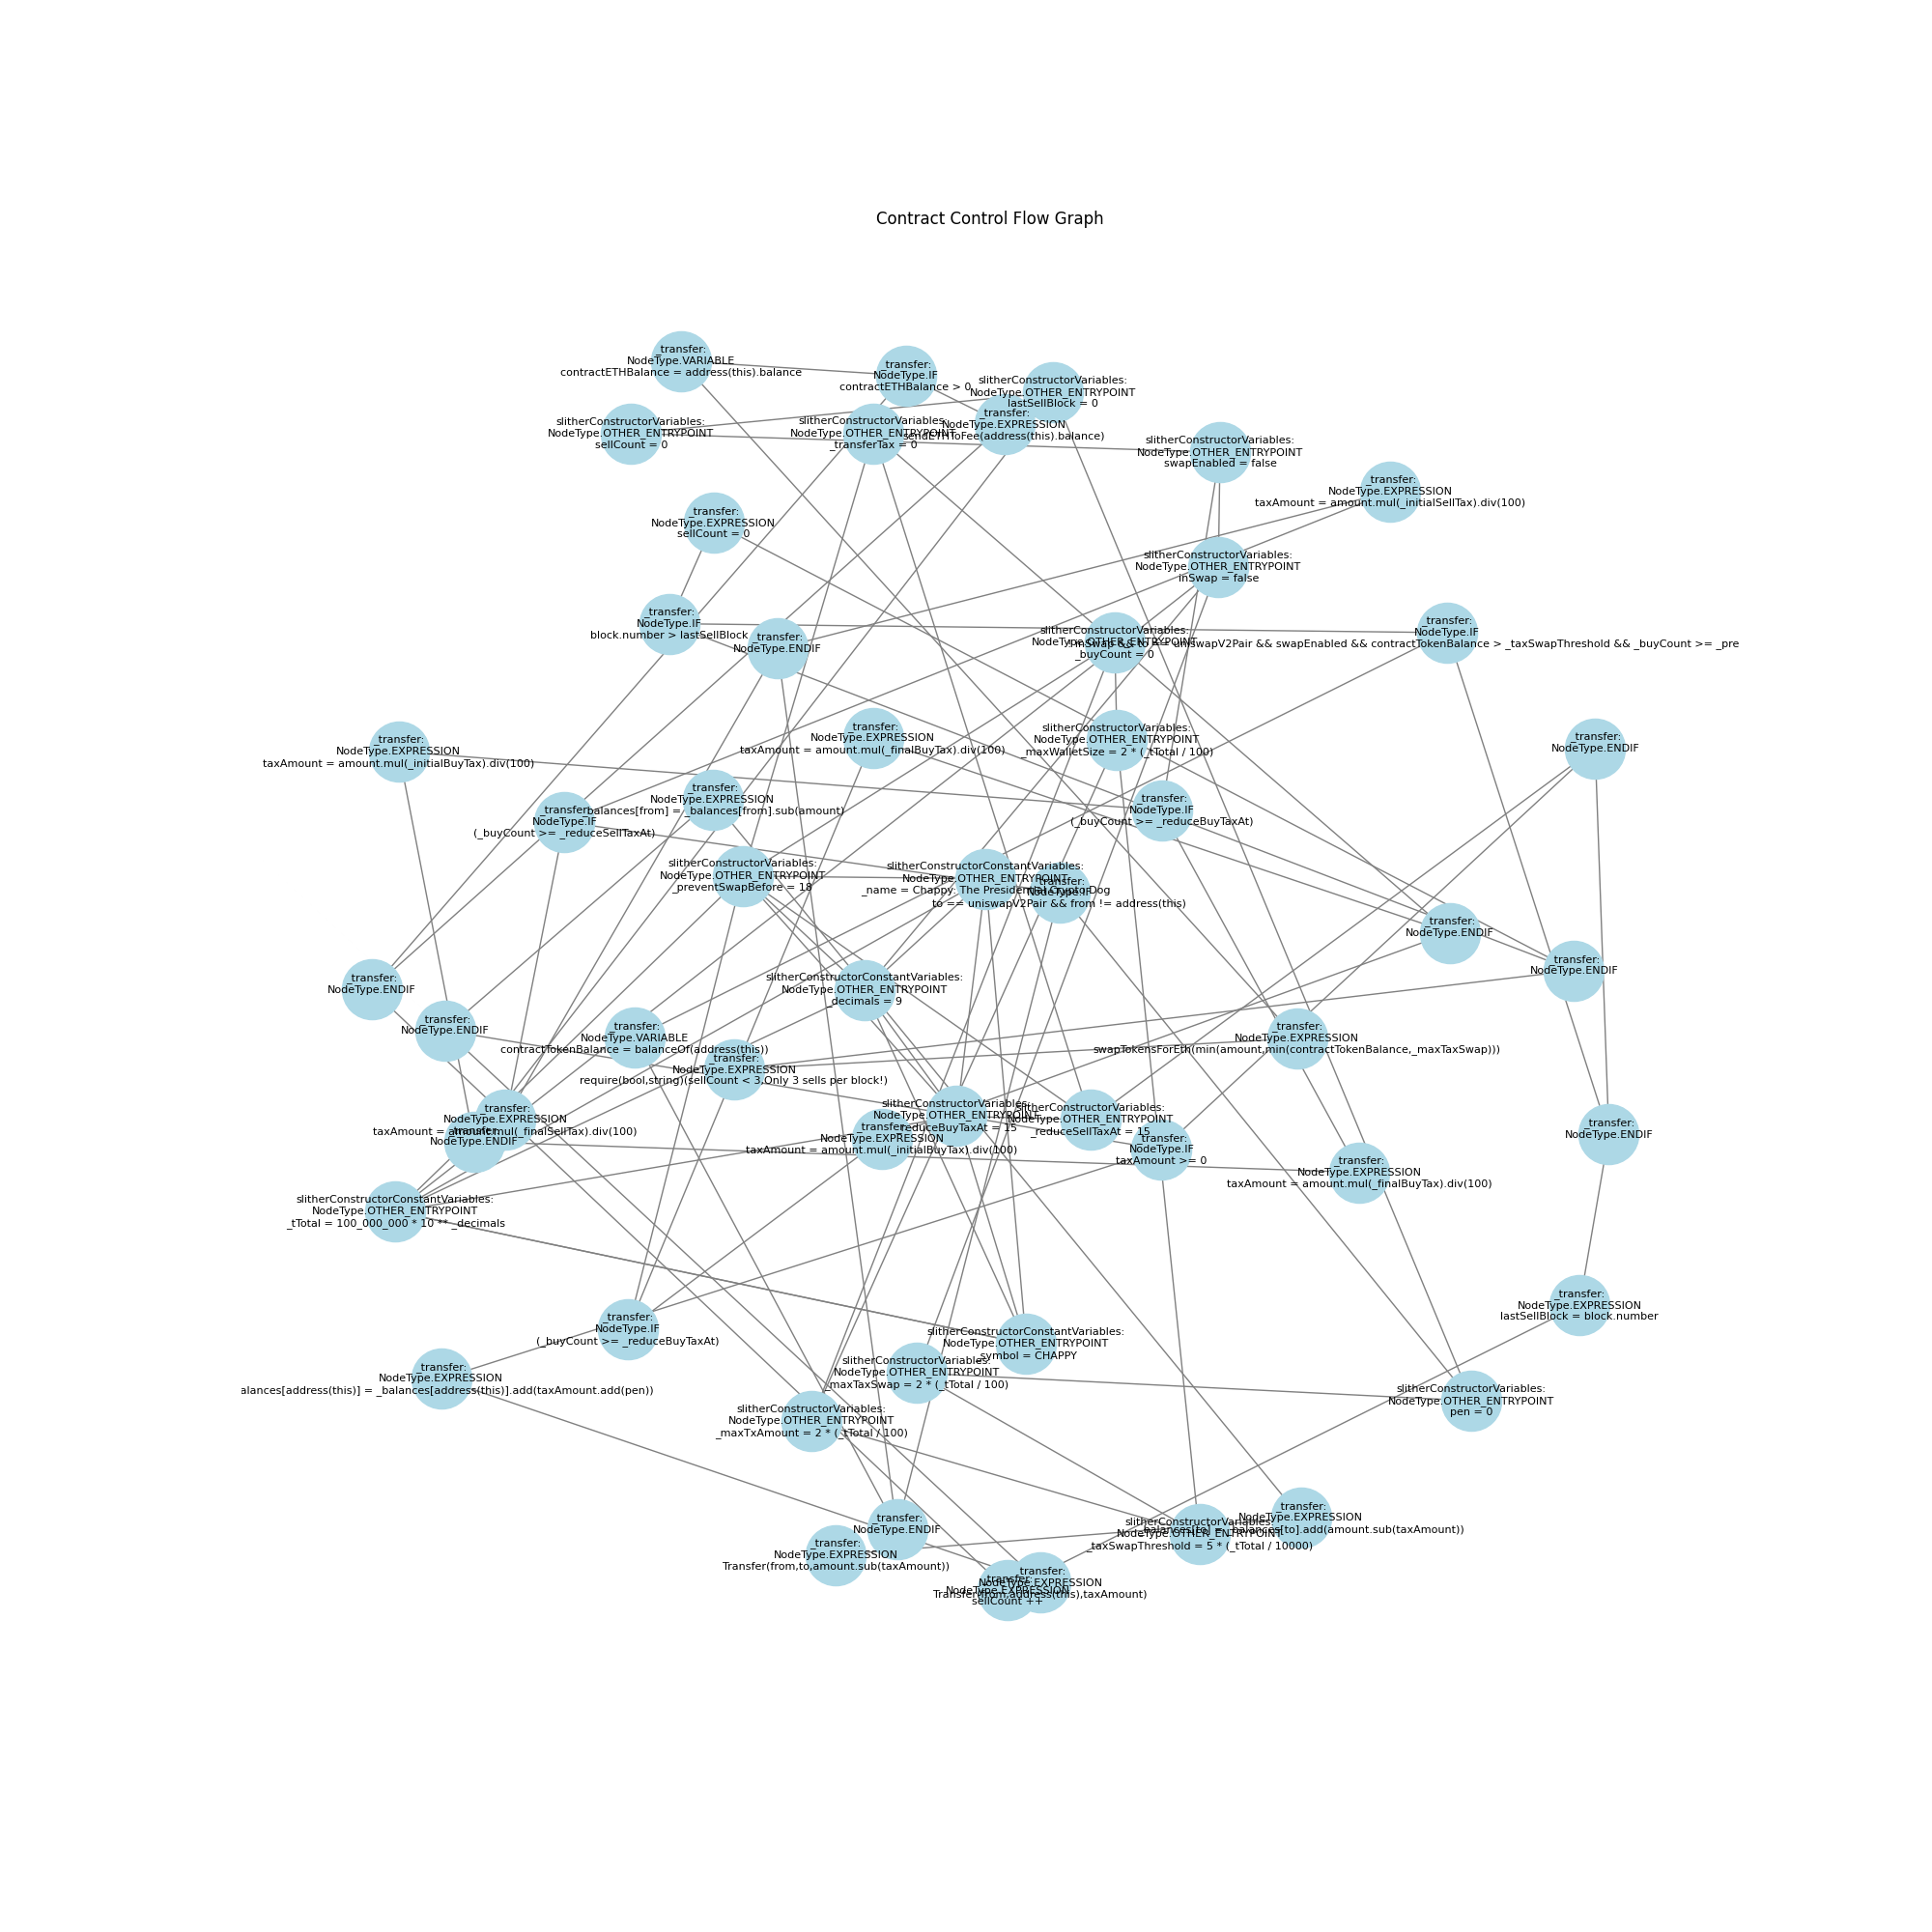 Contract Control Flow Graph
_transfer:
NodeType.VARIABLE
contractETHBalance = address(this).balance
_transfer:
NodeType.IF
contractETHBalance > 0
slitherConstructorVariables:
NodeType.OTHER_ENTRYPOINT
lastSellBlock = 0
slitherConstructorVariables:
NodeType.OTHER_ENTRYPOINT
sellCount = 0
slitherConstructorVariables:
NodeType.OTHER_ENTRYPOINT
_transferTax = 0
_transfer:
NodeType.EXPRESSION
sendETHToFee(address(this).balance)
slitherConstructorVariables:
NodeType.OTHER_ENTRYPOINT
swapEnabled = false
_transfer:
NodeType.EXPRESSION
taxAmount = amount.mul(_initialSellTax).div(100)
_transfer:
NodeType.EXPRESSION
sellCount = 0
slitherConstructorVariables:
NodeType.OTHER_ENTRYPOINT
inSwap = false
_transfer:
NodeType.IF
block.number > lastSellBlock
_transfer:
NodeType.ENDIF
slitherConstructorVariables:
NodeType.OTHER_ENTRYPOINT
_buyCount = 0
_transfer:
NodeType.IF
uniswapV2Pair && swapEnabled && contractTokenBalance > _taxSwapThreshold && _buyCount >= _pre
_transfer:
NodeType.EXPRESSION
taxAmount = amount.mul(_initialBuyTax).div(100)
_transfer:
NodeType.EXPRESSION
taxAmount = amount.mul(_finalBuyTax).div(100)
slitherConstructorVariables:
NodeType.OTHER_ENTRYPOINT
_maxWalletSize = 2 * (_tTotal / 100)
_transfer:
NodeType.ENDIF
_transfer:
NodeType.EXPRESSION
_balances[from] = _balances[from].sub(amount)
_transfer:
NodeType.IF
(_buyCount >= _reduceSellTaxAt)
_transfer:
NodeType.IF
(_buyCount >= _reduceBuyTaxAt)
slitherConstructorVariables:
NodeType.OTHER_ENTRYPOINT
_preventSwapBefore = 18
slitherConstructorConstantVariables:
NodeType.OTHER_ENTRYPOINT
_name = Chappy: The Presidential Crypto Dog
_transfer:
NodeType.IF
to == uniswapV2Pair && from != address(this)
_transfer:
NodeType.ENDIF
_transfer:
NodeType.ENDIF
_transfer:
NodeType.ENDIF
slitherConstructorConstantVariables:
NodeType.OTHER_ENTRYPOINT
_decimals = 9
_transfer:
NodeType.ENDIF
_transfer:
NodeType.VARIABLE
contractTokenBalance = balanceOf(address(this))
_transfer:
NodeType.EXPRESSION
swapTokensForEth(min(amount,min(contractTokenBalance,_maxTaxSwap)))
_transfer:
NodeType.EXPRESSION
require(bool,string)(sellCount < 3,Only 3 sells per block!)
_transfer:
NodeType.EXPRESSION
taxAmount = amount.mul(_finalSellTax).div(100)
_transfer:
NodeType.ENDIF
slitherConstructorVariables:
NodeType.OTHER_ENTRYPOINT
_reduceBuyTaxAt = 15
slitherConstructorVariables:
NodeType.OTHER_ENTRYPOINT
_reduceSellTaxAt = 15
_transfer:
NodeType.EXPRESSION
taxAmount = amount.mul(_initialBuyTax).div(100)
_transfer:
NodeType.IF
taxAmount >= 0
_transfer:
NodeType.ENDIF
_transfer:
NodeType.EXPRESSION
taxAmount = amount.mul(_finalBuyTax).div(100)
slitherConstructorConstantVariables:
NodeType.OTHER_ENTRYPOINT
_tTotal = 100_000_000 * 10 ** _decimals
_transfer:
NodeType.EXPRESSION
lastSellBlock = block.number
_transfer:
NodeType.IF
(_buyCount >= _reduceBuyTaxAt)
slitherConstructorConstantVariables:
NodeType.OTHER_ENTRYPOINT
_symbol = CHAPPY
_transfer:
NodeType.EXPRESSION
alances[address(this)] = _balances[address(this)].add(taxAmount.add(pen))
slitherConstructorVariables:
NodeType.OTHER_ENTRYPOINT
_maxTaxSwap = 2 * (_tTotal / 100)
slitherConstructorVariables:
NodeType.OTHER_ENTRYPOINT
pen = 0
slitherConstructorVariables:
NodeType.OTHER_ENTRYPOINT
_maxTxAmount = 2 * (_tTotal / 100)
_transfer:
NodeType.ENDIF
_transfer:
NodeType.EXPRESSION
_balances[to] = _balances[to].add(amount.sub(taxAmount))
slitherConstructorVariables:
NodeType.OTHER_ENTRYPOINT
_taxSwapThreshold = 5 * (_tTotal / 10000)
_transfer:
NodeType.EXPRESSION
Transfer(from,to,amount.sub(taxAmount))
_transfer:
NodeType.EXPRESSION
Transfer(from,address(this),taxAmount)
_transfer:
NodeType.EXPRESSION
sellCount ++